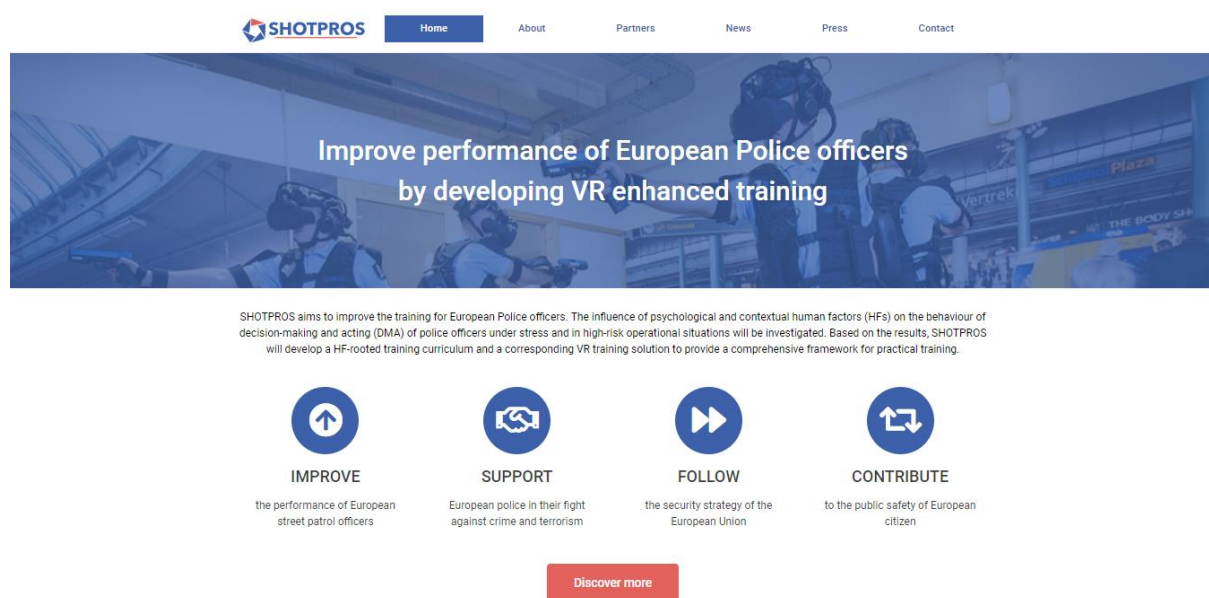 SHOTPROS
Home
About
Partners
News
Press
Contact
Improve performance of European Police officers
by developing VR enhanced training
Vertrek
Plaza
THE BODY SH
SHOTPROS aims to improve the training for European Police officers. The influence of psychological and contextual human factors (HFs) on the behaviour of
decision-making and acting (DMA) of police officers under stress and in high-risk operational situations will be investigated. Based on the results, SHOTPROS
will develop a HF-rooted training curriculum and a corresponding VR training solution to provide a comprehensive framework for practical training.
IMPROVE
the performance of European
street patrol officers
SUPPORT
European police in their fight
against crime and terrorism
FOLLOW
the security strategy of the
European Union
CONTRIBUTE
to the public safety of European
citizen
Discover more